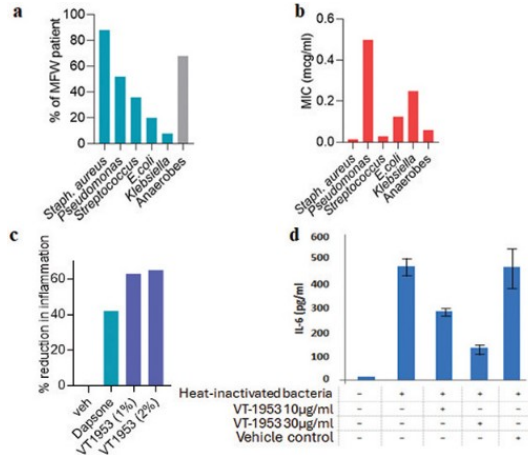 a
% of MFW patient
100
80
60
40
20
0
Staph. aureus
Pseudomonas
Streptococcus
E.coli
Klebsiella
Anaerobes
b
MIC (mcg/ml)
0.6
0.4
0.2
0.0
Staph. aureus
Pseudomonas
Streptococcus
E.coli
Klebsiella
Anaerobes
c
% reduction in inflammation
60
40
20
0
veh
Dapsone
VT1953 (1%)
VT1953 (2%)
d
IL-6 (pg/ml
600
500
400
300
200
100
0
Heat-inactivated bacteria - + + + +
VT-1953 10µg/ml - - + - -
VT-1953 30µg/ml - - - + -
Vehicle control - - - - +